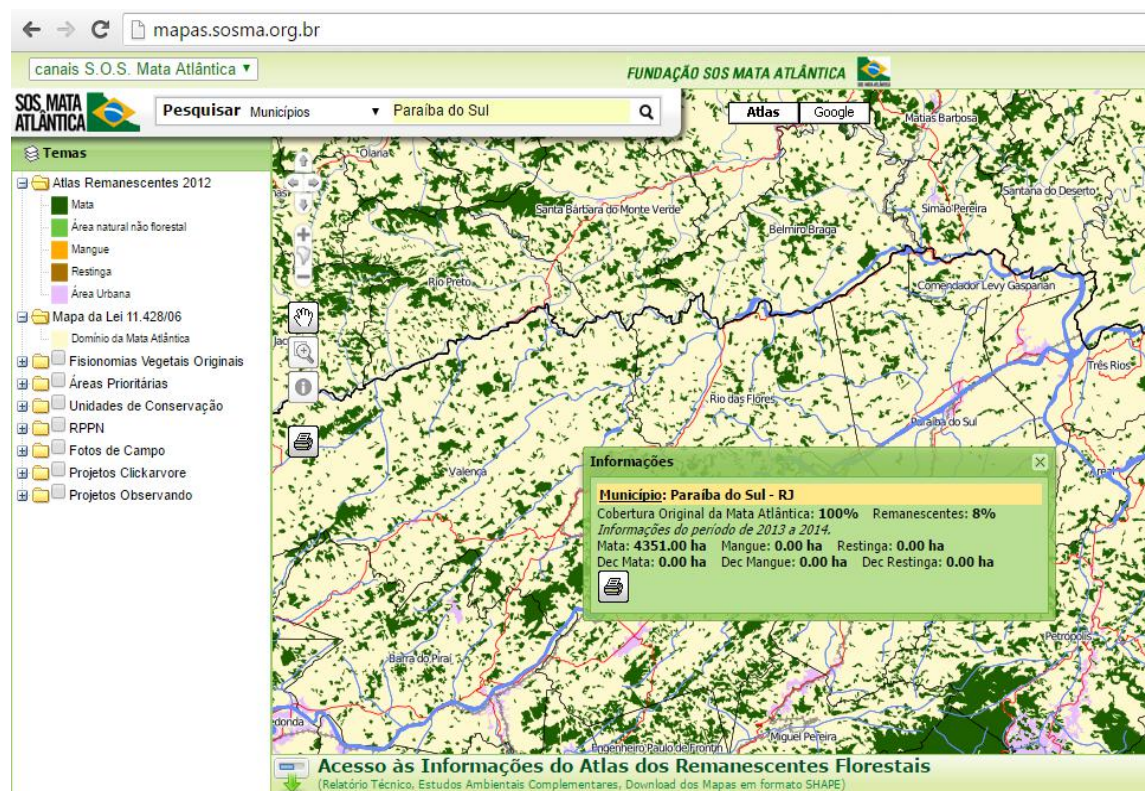 mapas.sosma.org.br
canais S.O.S. Mata Atlântica ▼
FUNDAÇÃO SOS MATA ATLÂNTICA
SOS MATA
ATLÂNTICA
Pesquisar Municípios ▼ Paraíba do Sul
Atlas Google
Temas
Atlas Remanescentes 2012
Mata
Área natural não florestal
Mangue
Restinga
Área Urbana
Mapa da Lei 11.428/06
Domínio da Mata Atlântica
Fisionomias Vegetais Originais
Áreas Prioritárias
Unidades de Conservação
RPPN
Fotos de Campo
Projetos Clickarvore
Projetos Observando
Matias Barbosa
Olaria
Santana do Deserto
Santa Bárbara do Monte Verde
Simão Pereira
Belmiro Braga
Rio Preto
Comendador Levy Gasparian
Três Rios
Rio das Flores
Paraíba do Sul
Valença
Areal
Informações
Município: Paraíba do Sul - RJ
Cobertura Original da Mata Atlântica: 100% Remanescentes: 8%
Informações do período de 2013 a 2014.
Mata: 4351.00 ha Mangue: 0.00 ha Restinga: 0.00 ha
Dec Mata: 0.00 ha Dec Mangue: 0.00 ha Dec Restinga: 0.00 ha
Petrópolis
Barra do Piraí
edonda
Miguel Pereira
Engenheiro Paulo de Frontin
Acesso às Informações do Atlas dos Remanescentes Florestais
(Relatório Técnico, Estudos Ambientais Complementares, Download dos Mapas em formato SHAPE)